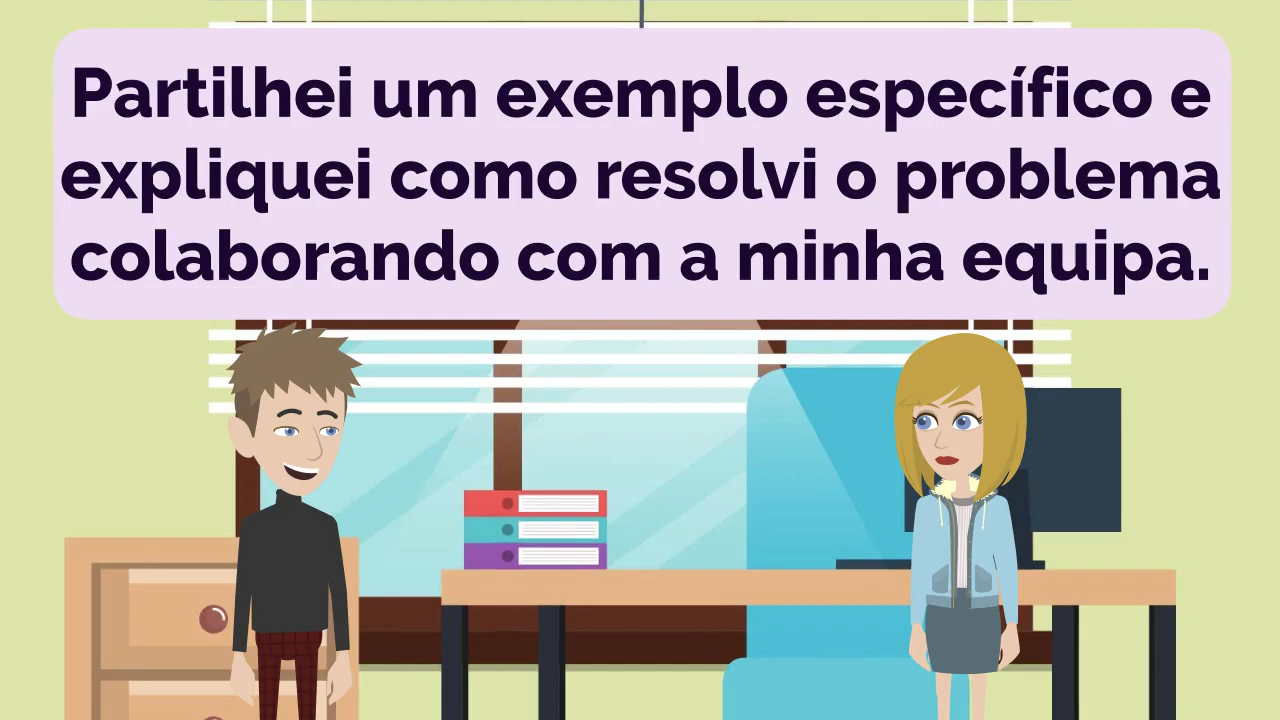 Partilhei um exemplo específico e
expliquei como resolvi o problema
colaborando com a minha equipa.